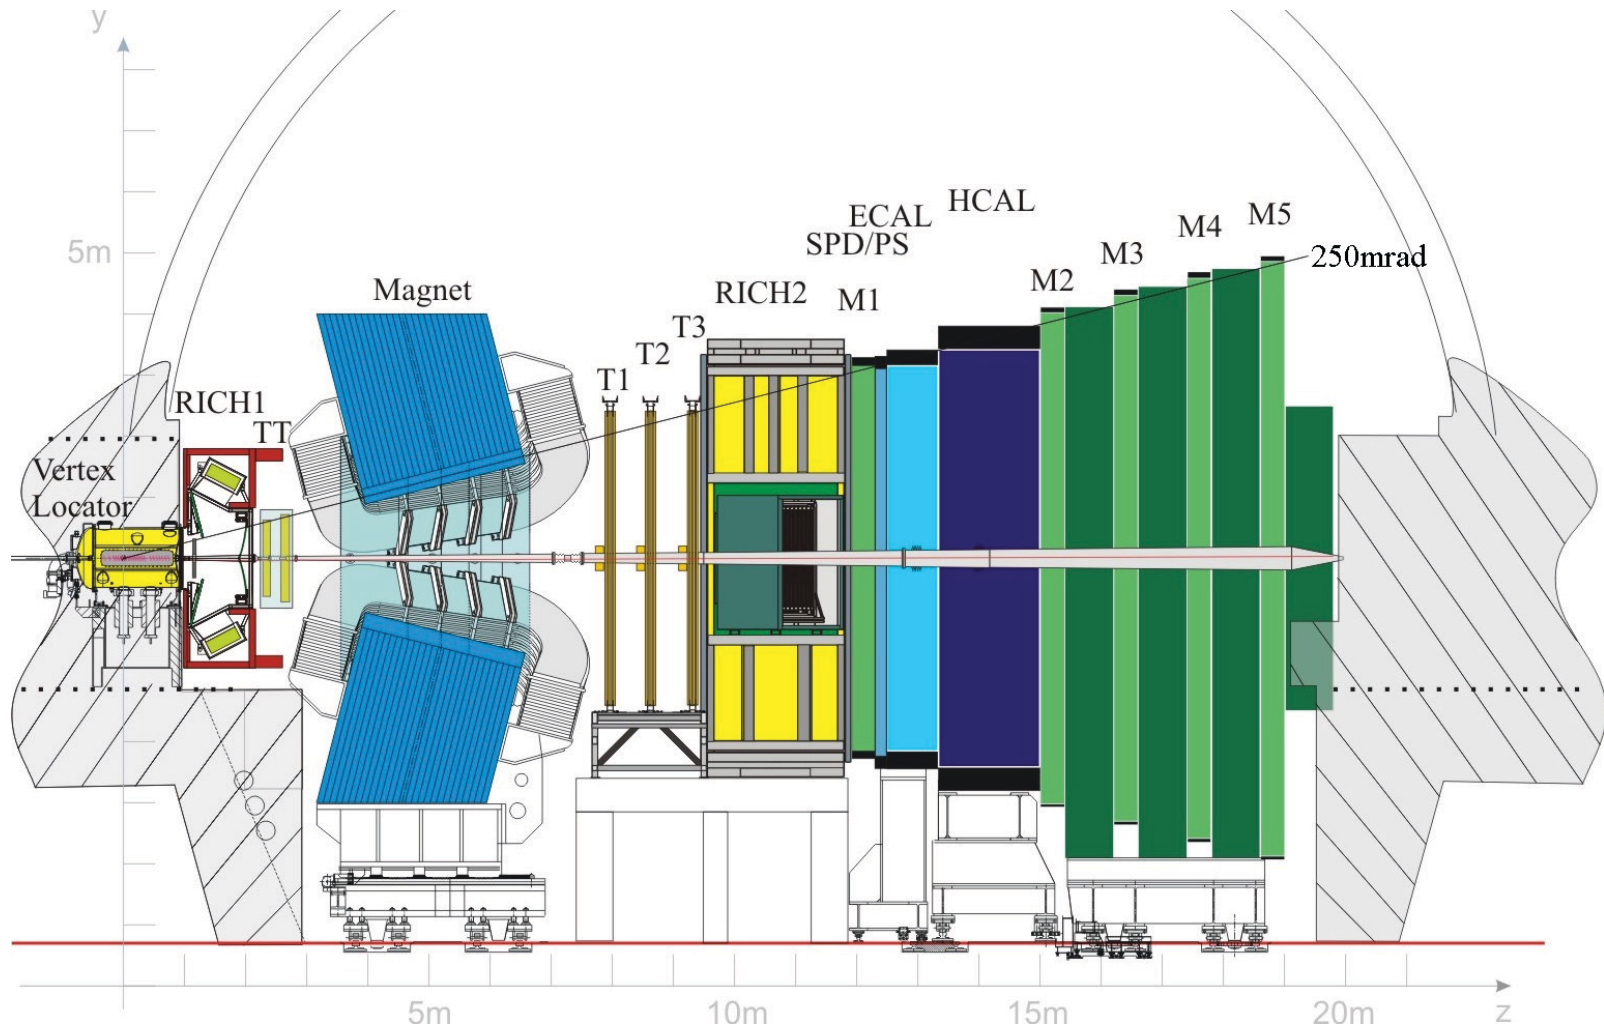 y
HCAL
ECAL
SPD/PS
M5
M4
M3
5m
250mrad
M2
Magnet
RICH2
M1
T3
T2
T1
RICH1
TT
Vertex
Locator
5m
10m
15m
20m
z